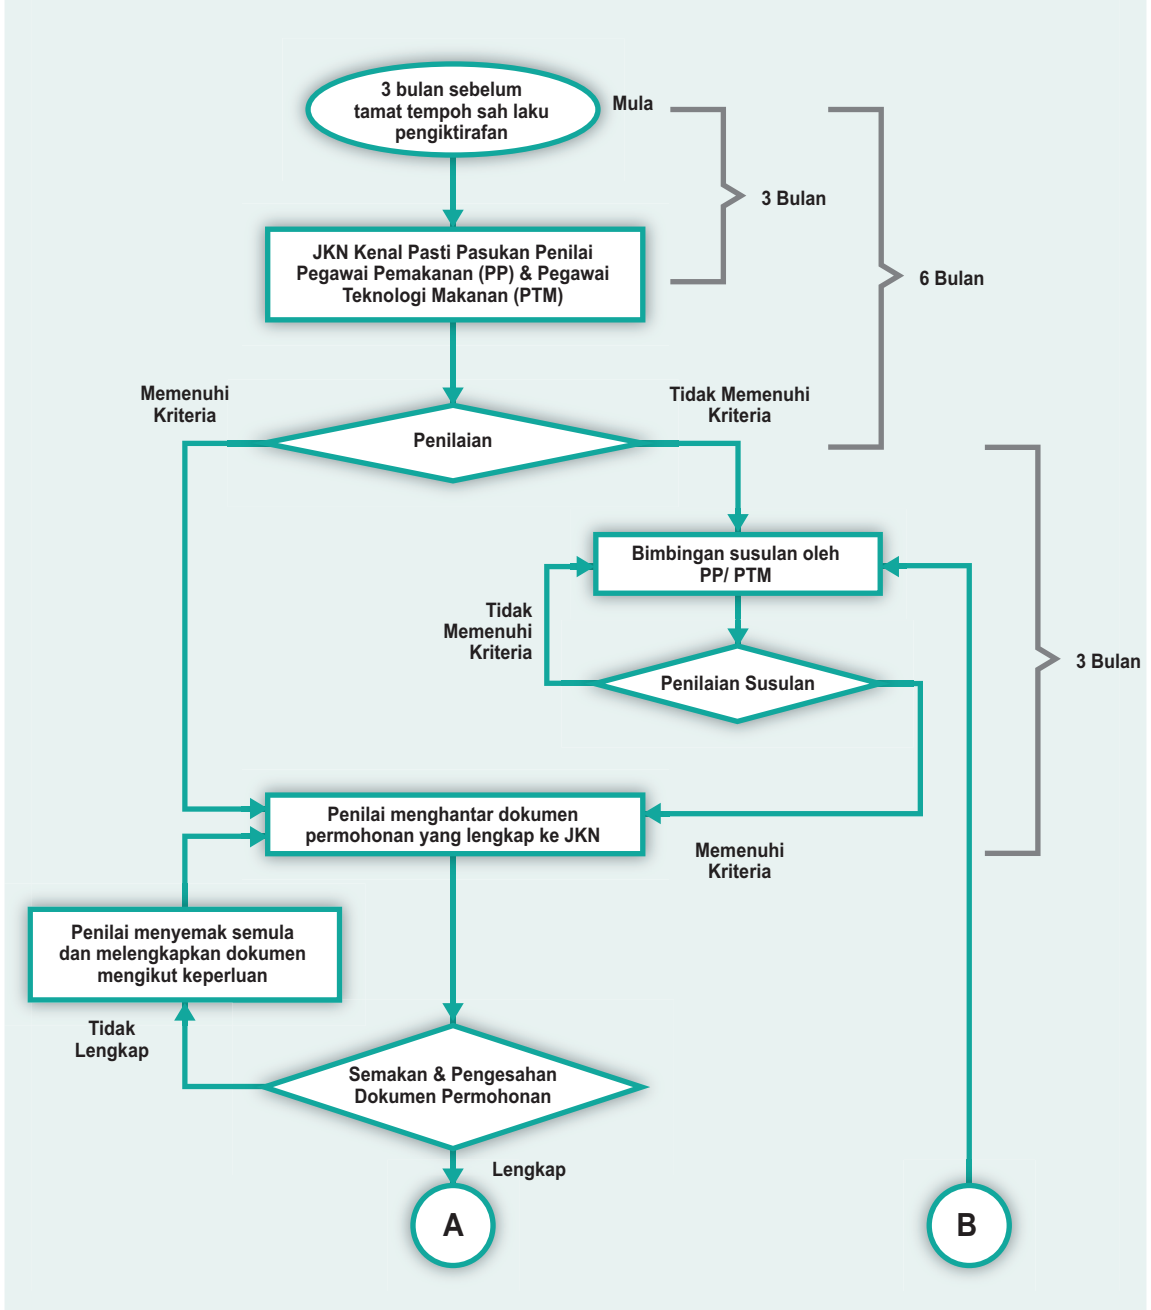 3 bulan sebelum
tamat tempoh sah laku
pengiktirafan
Mula
3 Bulan
JKN Kenal Pasti Pasukan Penilai
Pegawai Pemakanan (PP) & Pegawai
Teknologi Makanan (PTM)
6 Bulan
Memenuhi
Kriteria
Penilaian
Tidak Memenuhi
Kriteria
Bimbingan susulan oleh
PP/ PTM
Tidak
Memenuhi
Kriteria
Penilaian Susulan
3 Bulan
Penilai menghantar dokumen
permohonan yang lengkap ke JKN
Memenuhi
Kriteria
Penilai menyemak semula
dan melengkapkan dokumen
mengikut keperluan
Tidak
Lengkap
Semakan & Pengesahan
Dokumen Permohonan
Lengkap
A
B